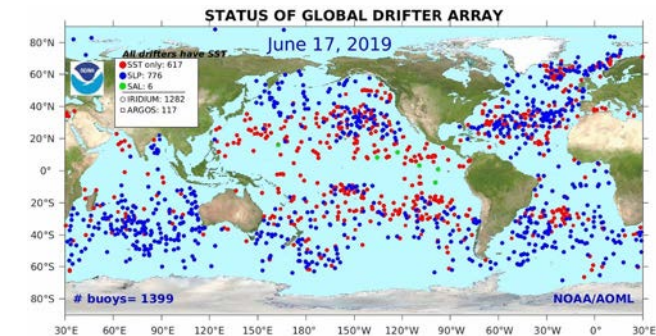 STATUS OF GLOBAL DRIFTER ARRAY
June 17, 2019
All drifters have SST
SST only: 617
SLP: 776
SAL: 6
IRIDIUM: 1282
ARGOS: 117
80°N
60°N
40°N
20°N
0°
20°S
40°S
60°S
80°S
# buoys= 1399
NOAA/AOML
30°E 60°E 90°E 120°E 150°E 180°E 150°W 120°W 90°W 60°W 30°W 0° 30°E